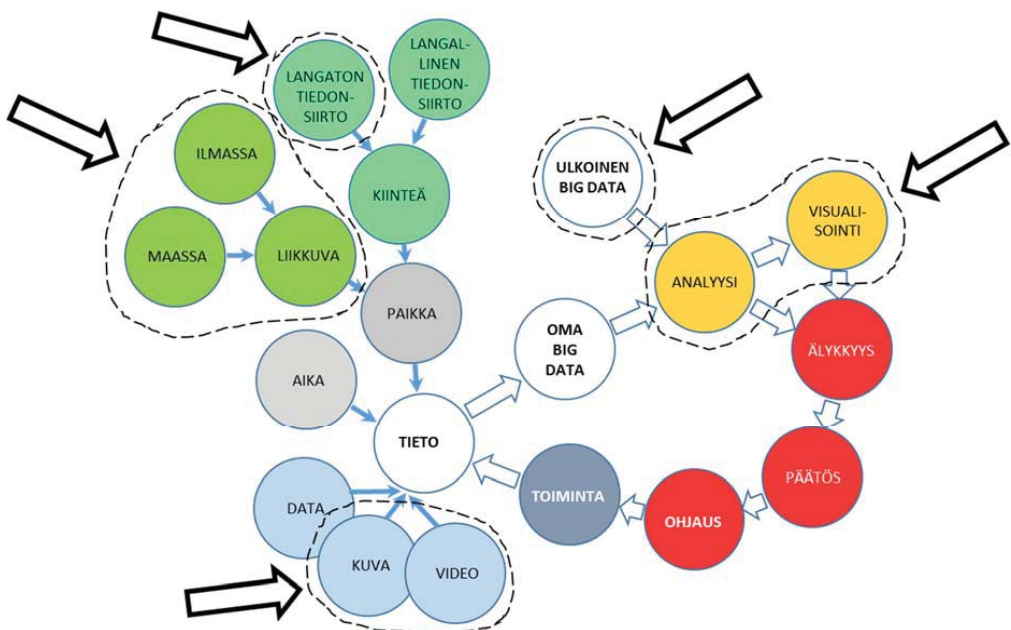 LANGATON
TIEDON-
SIIRTO
LANGAL-
LINEN
TIEDON-
SIIRTO
ILMASSA
KIINTEÄ
MAASSA
LIIKKUVA
PAIKKA
AIKA
TIETO
DATA
KUVA
VIDEO
ULKOINEN
BIG DATA
VISUALI-
SOINTI
ANALYYSI
OMA
BIG
DATA
ÄLYKKYYS
PÄÄTÖS
OHJAUS
TOIMINTA